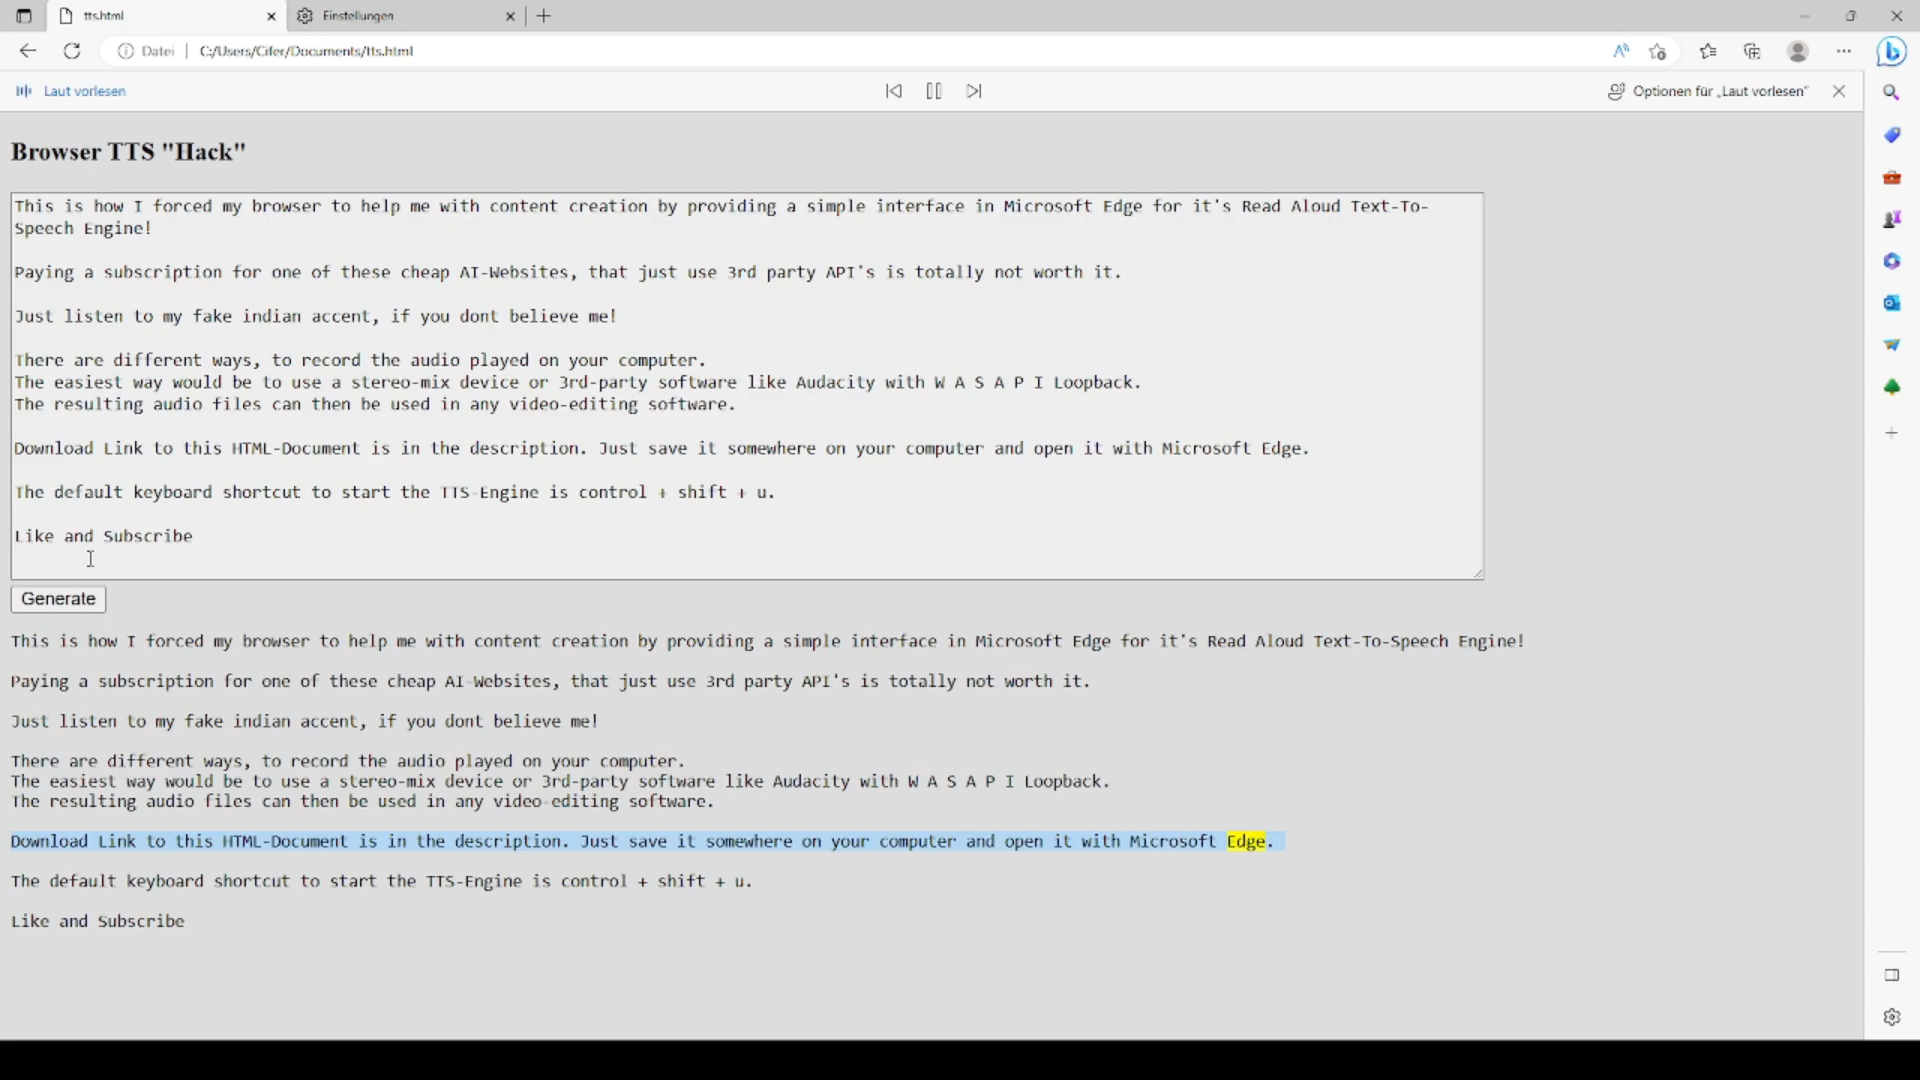 tts.html
Einstellungen
Datei
C:/Users/Cifer/Documents/tts.html
Laut vorlesen
Optionen für „Laut vorlesen"
Browser TTS "Hack"
This is how I forced my browser to help me with content creation by providing a simple interface in Microsoft Edge for it's Read Aloud Text-To-
Speech Engine!
Paying a subscription for one of these cheap AI-Websites, that just use 3rd party API's is totally not worth it.
Just listen to my fake indian accent, if you dont believe me!
There are different ways, to record the audio played on your computer.
The easiest way would be to use a stereo-mix device or 3rd-party software like Audacity with W A S A P I Loopback.
The resulting audio files can then be used in any video-editing software.
Download Link to this HTML-Document is in the description. Just save it somewhere on your computer and open it with Microsoft Edge.
The default keyboard shortcut to start the TTS-Engine is control + shift + u.
Like and Subscribe
Generate
This is how I forced my browser to help me with content creation by providing a simple interface in Microsoft Edge for it's Read Aloud Text-To-Speech Engine!
Paying a subscription for one of these cheap AI-Websites, that just use 3rd party API's is totally not worth it.
Just listen to my fake indian accent, if you dont believe me!
There are different ways, to record the audio played on your computer.
The easiest way would be to use a stereo-mix device or 3rd-party software like Audacity with W A S A P I Loopback.
The resulting audio files can then be used in any video-editing software.
Download Link to this HTML-Document is in the description. Just save it somewhere on your computer and open it with Microsoft Edge.
The default keyboard shortcut to start the TTS-Engine is control + shift + u.
Like and Subscribe